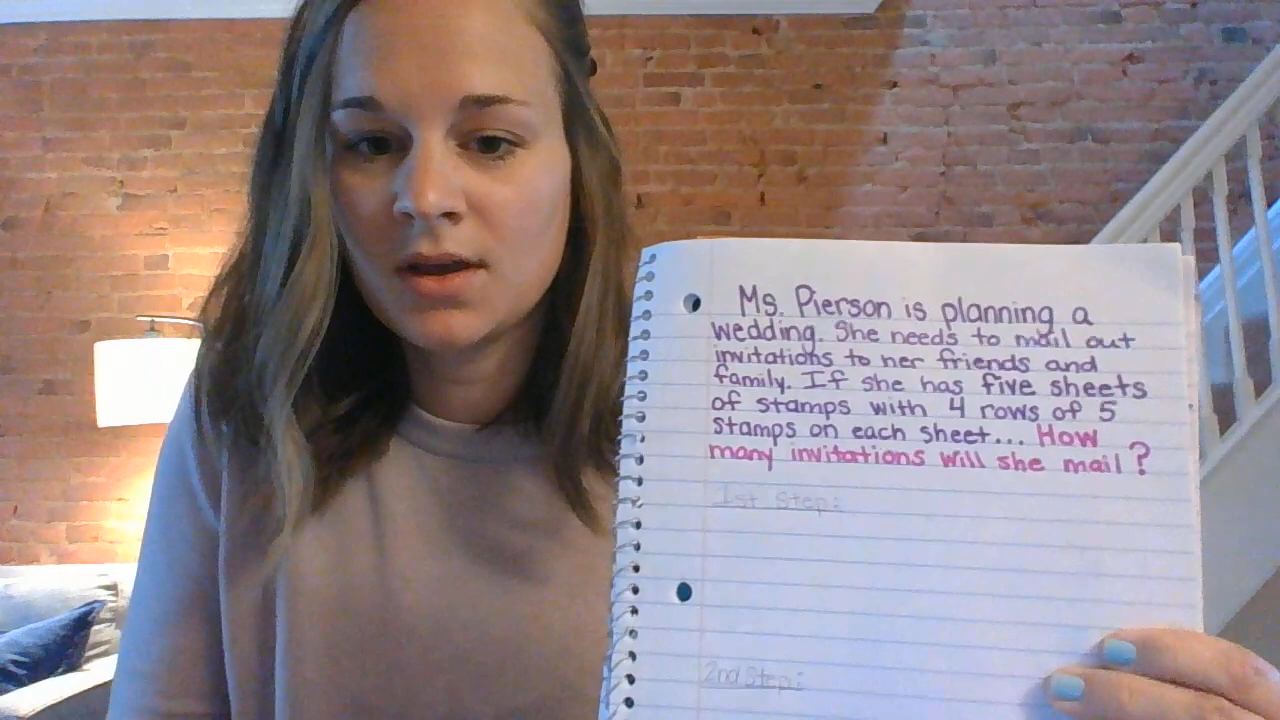 Ms. Pierson is planning a
wedding. She needs to mail out
invitations to her friends and
family. If she has five sheets
of stamps with 4 rows of 5
stamps on each sheet... How
many invitations will she mail?
1st Step:
2nd Step: